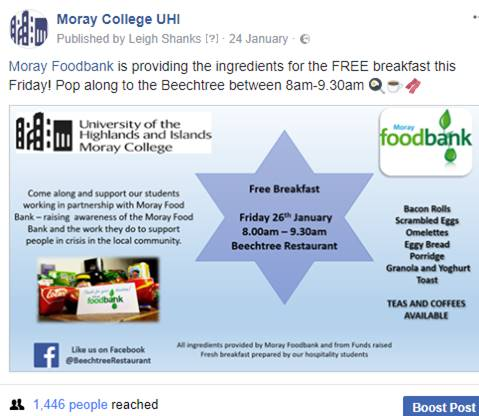 Moray College UHI
Published by Leigh Shanks [?] · 24 January ·
Moray Foodbank is providing the ingredients for the FREE breakfast this
Friday! Pop along to the Beechtree between 8am-9.30am 🍳☕🥓
University of the
Highlands and Islands
Moray College
Come along and support our students
working in partnership with Moray Food
Bank – raising awareness of the Moray Food
Bank and the work they do to support
people in crisis in the local community.
foodbank
Like us on Facebook
@BeechtreeRestaurant
Free Breakfast
Friday 26th January
8.00am – 9.30am
Beechtree Restaurant
Moray
foodbank
Bacon Rolls
Scrambled Eggs
Omelettes
Eggy Bread
Porridge
Granola and Yoghurt
Toast
TEAS AND COFFEES
AVAILABLE
All ingredients provided by Moray Foodbank and from Funds raised
Fresh breakfast prepared by our hospitality students
1,446 people reached
Boost Post